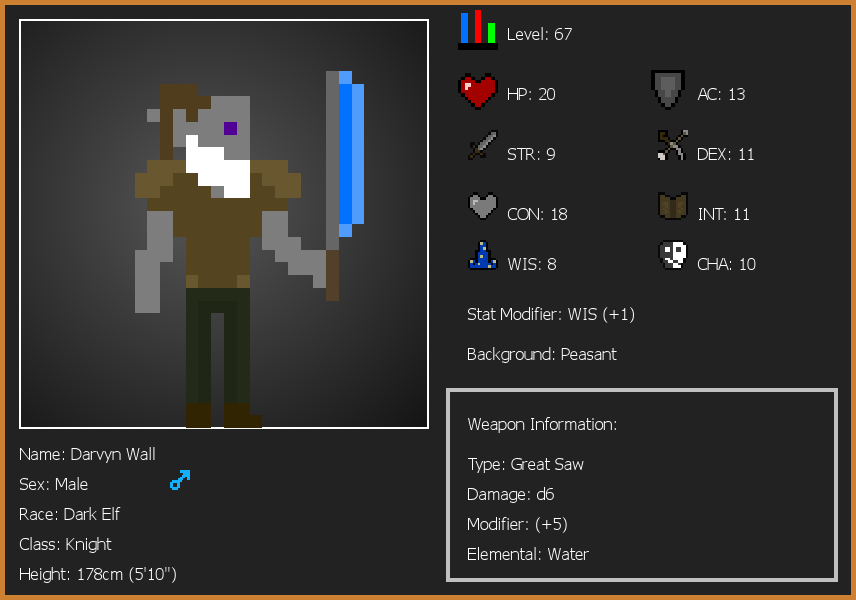 Level: 67
HP: 20
AC: 13
STR: 9
DEX: 11
CON: 18
INT: 11
WIS: 8
CHA: 10
Stat Modifier: WIS (+1)
Background: Peasant
Weapon Information:
Type: Great Saw
Damage: d6
Modifier: (+5)
Elemental: Water
Name: Darvyn Wall
Sex: Male
Race: Dark Elf
Class: Knight
Height: 178cm (5'10")